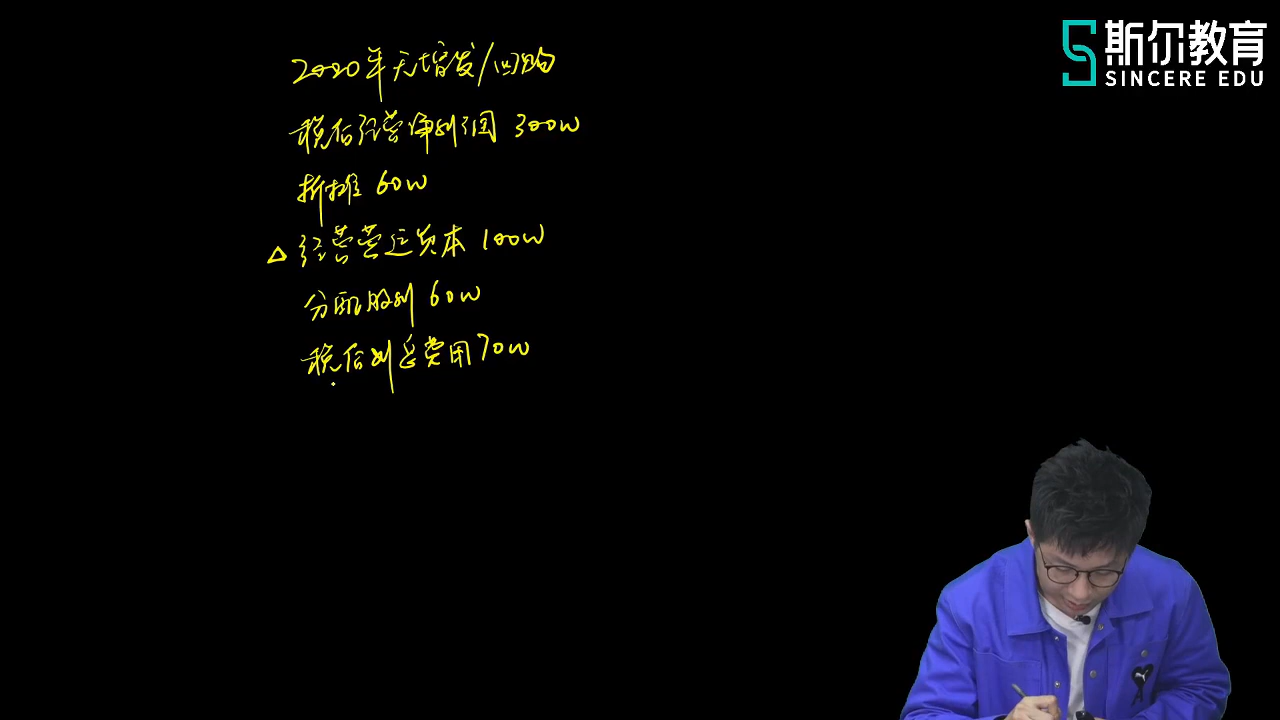 2020年无增发/回购
税后经营净利润 300W
折摊 60W
△经营营运资本 100W
分配股利 60W
税后利息费用 70W
斯尔教育
SINCERE EDU